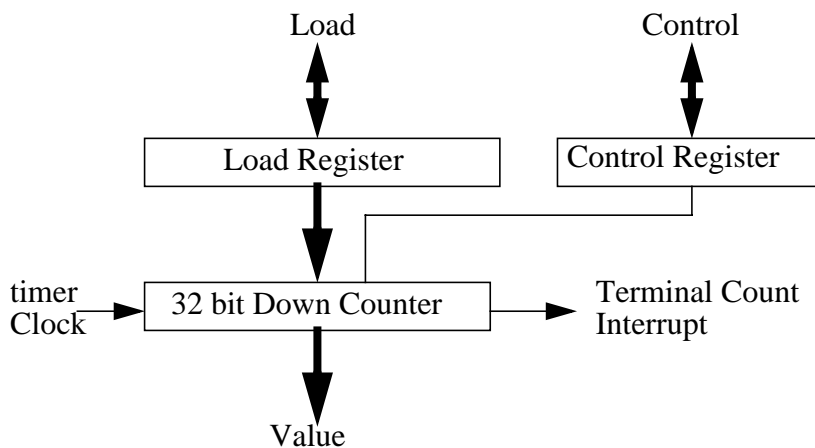 Load
Control
Load Register
Control Register
timer
Clock
32 bit Down Counter
Terminal Count
Interrupt
Value